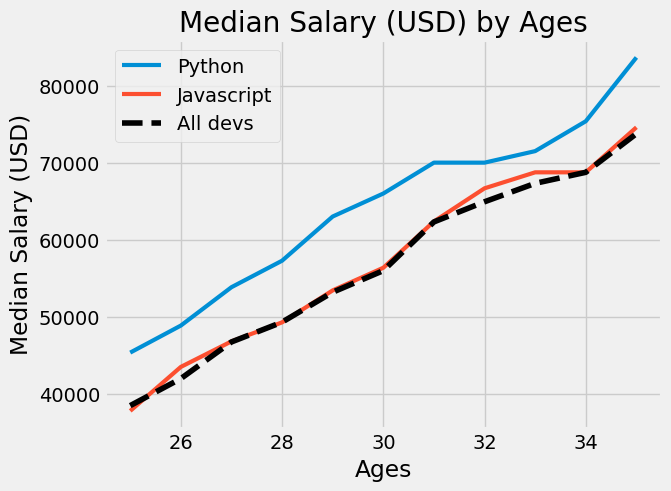 Median Salary (USD) by Ages
Python
Javascript
All devs
Median Salary (USD)
80000
70000
60000
50000
40000
26 28 30 32 34
Ages